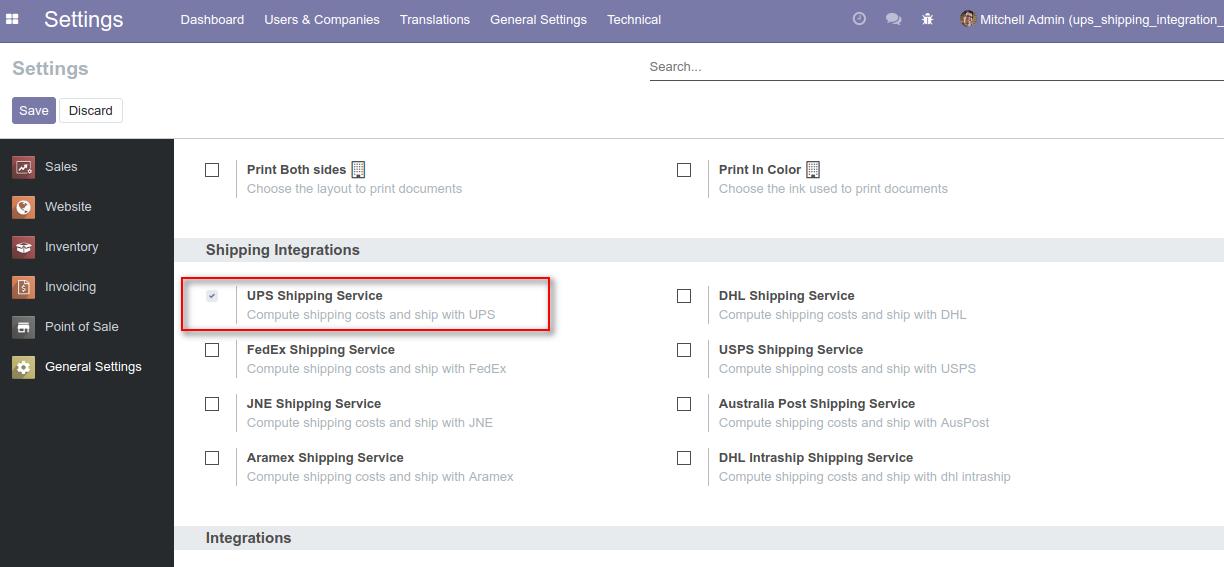 Settings
Dashboard
Users & Companies
Translations
General Settings
Technical
Mitchell Admin (ups_shipping_integration_
Settings
Search...
Save
Discard
Sales
Website
Inventory
Invoicing
Point of Sale
General Settings
Print Both sides
Choose the layout to print documents
Print In Color
Choose the ink used to print documents
Shipping Integrations
UPS Shipping Service
Compute shipping costs and ship with UPS
DHL Shipping Service
Compute shipping costs and ship with DHL
FedEx Shipping Service
Compute shipping costs and ship with FedEx
USPS Shipping Service
Compute shipping costs and ship with USPS
JNE Shipping Service
Compute shipping costs and ship with JNE
Australia Post Shipping Service
Compute shipping costs and ship with AusPost
Aramex Shipping Service
Compute shipping costs and ship with Aramex
DHL Intraship Shipping Service
Compute shipping costs and ship with dhl intraship
Integrations